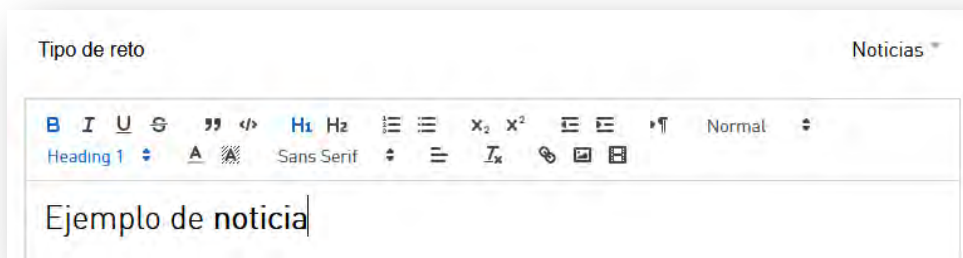 Tipo de reto Noticias
B I U S ” </> H1 H2 X₂ X² Normal
Heading 1 A A Sans Serif Tx
Ejemplo de noticia